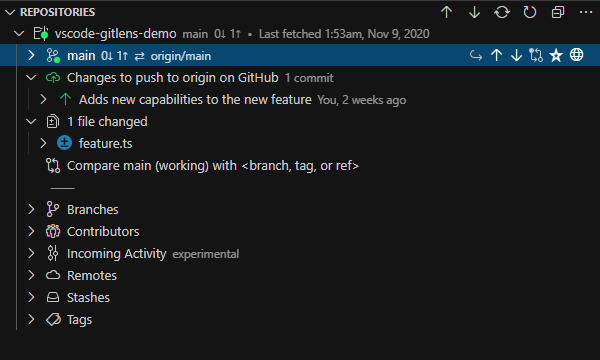 REPOSITORIES
vscode-gitlens-demo main 0↓ 1↑ • Last fetched 1:53am, Nov 9, 2020
main 0↓ 1↑ ⇄ origin/main
Changes to push to origin on GitHub 1 commit
Adds new capabilities to the new feature You, 2 weeks ago
1 file changed
feature.ts
Compare main (working) with <branch, tag, or ref>
Branches
Contributors
Incoming Activity experimental
Remotes
Stashes
Tags